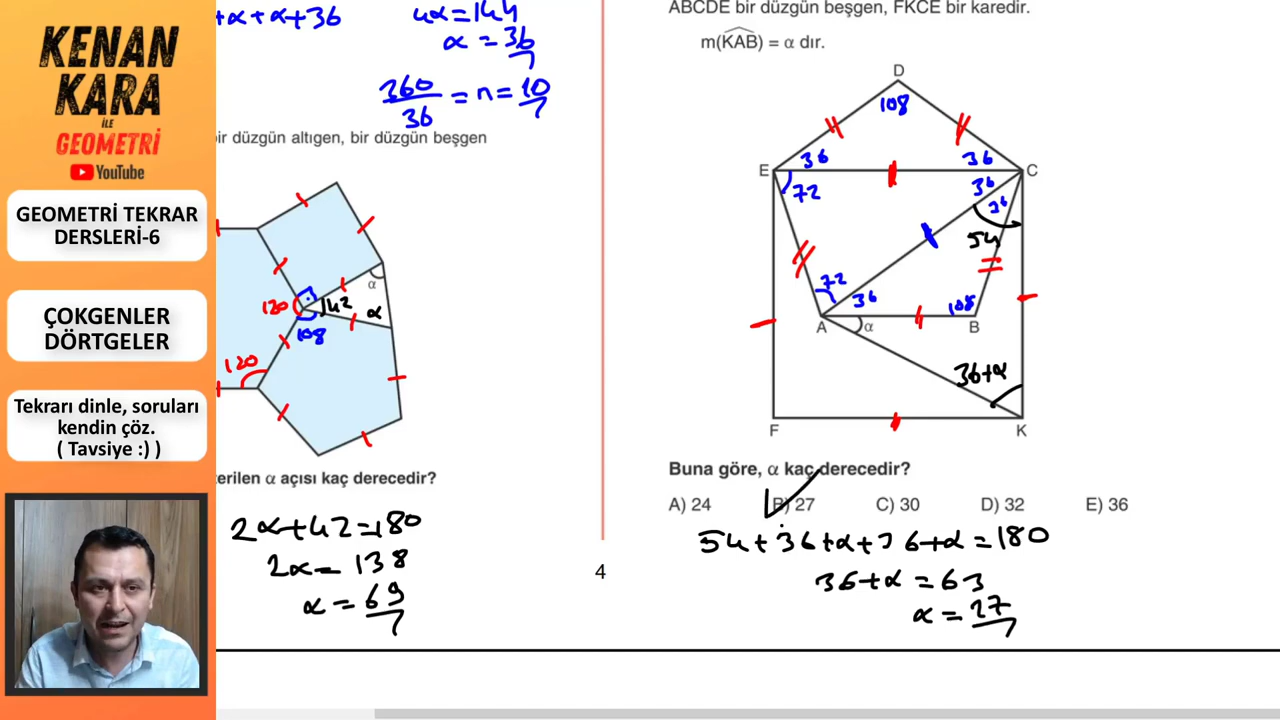 KENAN
KARA
İLE
GEOMETRİ
YouTube
GEOMETRİ TEKRAR
DERSLERİ-6
ÇOKGENLER
DÖRTGELER
Tekrarı dinle, soruları
kendin çöz.
( Tavsiye :) )
+α+α+36
4α=144
α=36
360/36=n=10
ir düzgün altıgen, bir düzgün beşgen
120
42
α
α
108
120
erilen α açısı kaç derecedir?
2α+42=180
2α=138
α=69
4
ABCDE bir düzgün beşgen, FKCE bir karedir.
m(KAB) = α dır.
D
108
E
36
36
C
72
36
36
54
72
36
108
A
α
B
36+α
F
K
Buna göre, α kaç derecedir?
A) 24 B) 27 C) 30 D) 32 E) 36
54+36+α+36+α=180
36+α=63
α=27